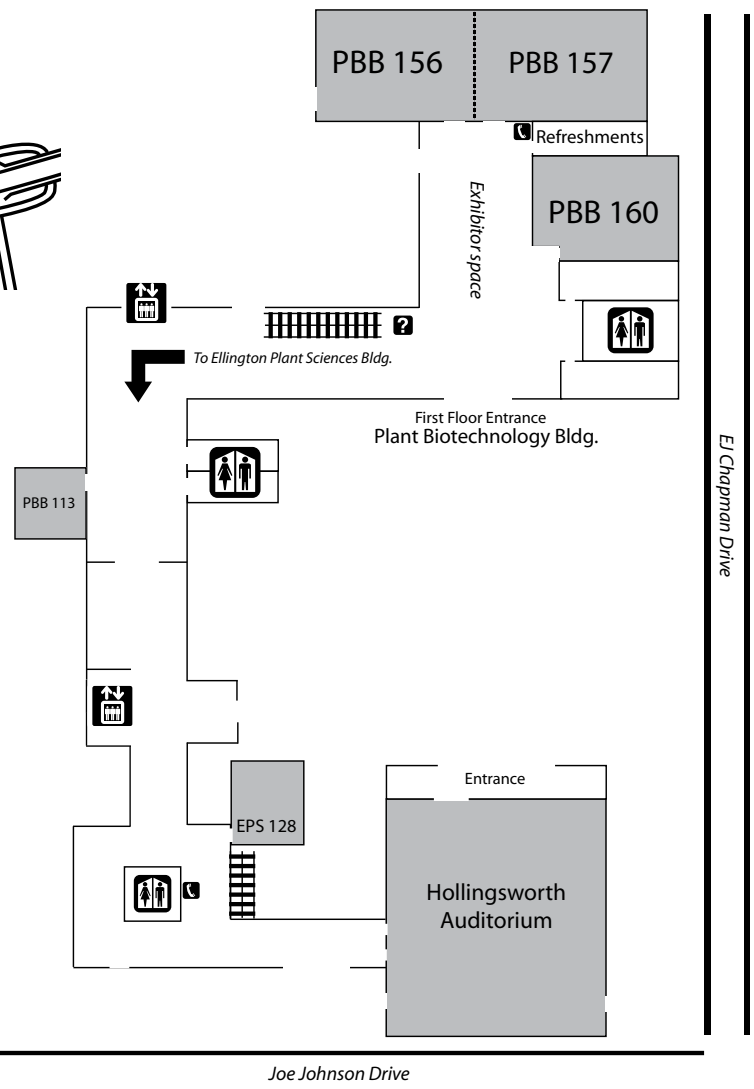 PBB 156
PBB 157
Refreshments
PBB 160
Exhibitor space
?
To Ellington Plant Sciences Bldg.
First Floor Entrance
Plant Biotechnology Bldg.
EJ Chapman Drive
PBB 113
Entrance
EPS 128
Hollingsworth
Auditorium
Joe Johnson Drive